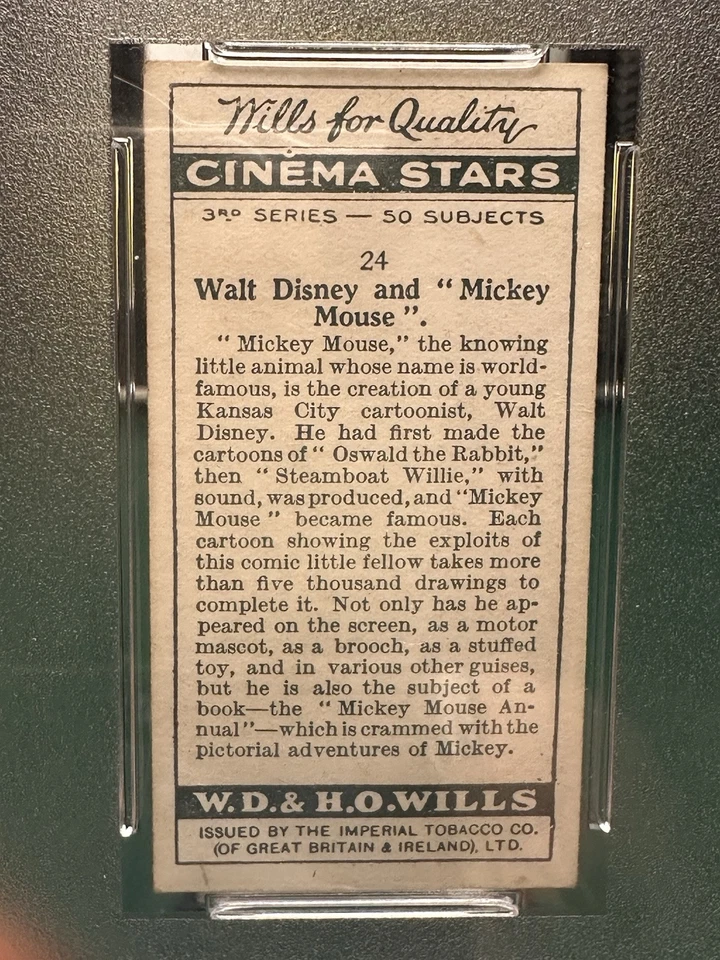 Wills for Quality
CINÉMA STARS
3RD SERIES — 50 SUBJECTS
24
Walt Disney and "Mickey
Mouse".
"Mickey Mouse," the knowing
little animal whose name is world-
famous, is the creation of a young
Kansas City cartoonist, Walt
Disney. He had first made the
cartoons of "Oswald the Rabbit,"
then "Steamboat Willie," with
sound, was produced, and "Mickey
Mouse" became famous. Each
cartoon showing the exploits of
this comic little fellow takes more
than five thousand drawings to
complete it. Not only has he ap-
peared on the screen, as a motor
mascot, as a brooch, as a stuffed
toy, and in various other guises,
but he is also the subject of a
book—the "Mickey Mouse An-
nual"—which is crammed with the
pictorial adventures of Mickey.
W.D. & H.O. WILLS
ISSUED BY THE IMPERIAL TOBACCO CO.
(OF GREAT BRITAIN & IRELAND), LTD.